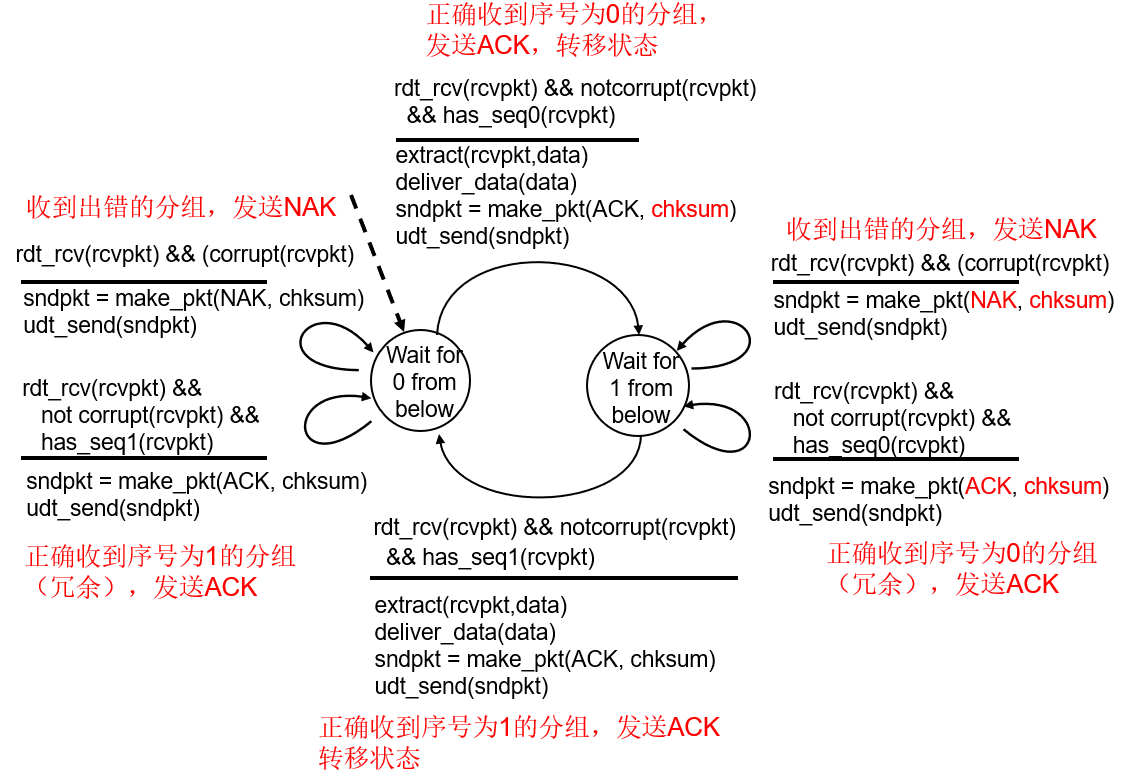 正确收到序号为0的分组，
发送ACK，转移状态
rdt_rcv(rcvpkt) && notcorrupt(rcvpkt)
&& has_seq0(rcvpkt)
extract(rcvpkt,data)
deliver_data(data)
sndpkt = make_pkt(ACK, chksum)
udt_send(sndpkt)
收到出错的分组，发送NAK
rdt_rcv(rcvpkt) && (corrupt(rcvpkt)
sndpkt = make_pkt(NAK, chksum)
udt_send(sndpkt)
rdt_rcv(rcvpkt) &&
not corrupt(rcvpkt) &&
has_seq1(rcvpkt)
sndpkt = make_pkt(ACK, chksum)
udt_send(sndpkt)
正确收到序号为1的分组
（冗余），发送ACK
Wait for
0 from
below
Wait for
1 from
below
收到出错的分组，发送NAK
rdt_rcv(rcvpkt) && (corrupt(rcvpkt)
sndpkt = make_pkt(NAK, chksum)
udt_send(sndpkt)
rdt_rcv(rcvpkt) &&
not corrupt(rcvpkt) &&
has_seq0(rcvpkt)
sndpkt = make_pkt(ACK, chksum)
udt_send(sndpkt)
正确收到序号为0的分组
（冗余），发送ACK
rdt_rcv(rcvpkt) && notcorrupt(rcvpkt)
&& has_seq1(rcvpkt)
extract(rcvpkt,data)
deliver_data(data)
sndpkt = make_pkt(ACK, chksum)
udt_send(sndpkt)
正确收到序号为1的分组，发送ACK
转移状态